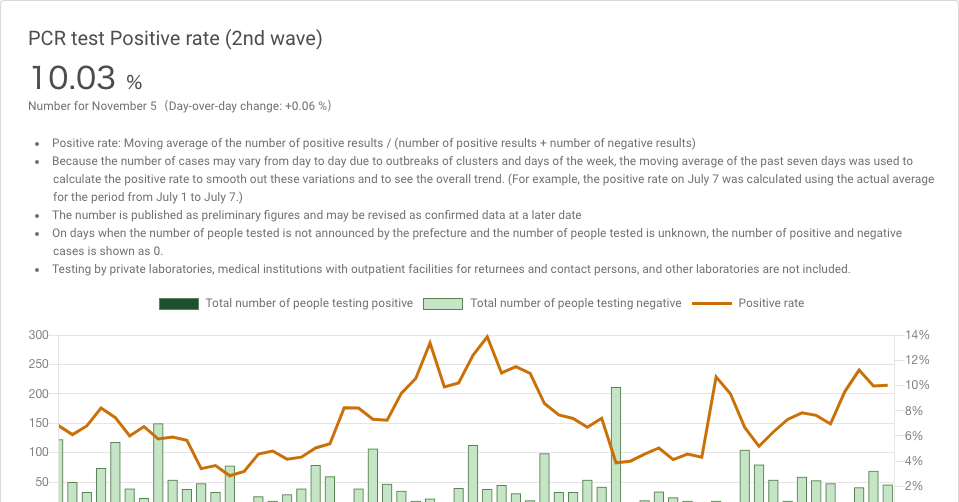 PCR test Positive rate (2nd wave)
10.03 %
Number for November 5（Day-over-day change: +0.06 %）
• Positive rate: Moving average of the number of positive results / (number of positive results + number of negative results)
• Because the number of cases may vary from day to day due to outbreaks of clusters and days of the week, the moving average of the past seven days was used to
calculate the positive rate to smooth out these variations and to see the overall trend. (For example, the positive rate on July 7 was calculated using the actual average
for the period from July 1 to July 7.)
• The number is published as preliminary figures and may be revised as confirmed data at a later date
• On days when the number of people tested is not announced by the prefecture and the number of people tested is unknown, the number of positive and negative
cases is shown as 0.
• Testing by private laboratories, medical institutions with outpatient facilities for returnees and contact persons, and other laboratories are not included.
Total number of people testing positive Total number of people testing negative Positive rate
300 14%
12%
250
10%
200
8%
150
6%
100
4%
50
2%